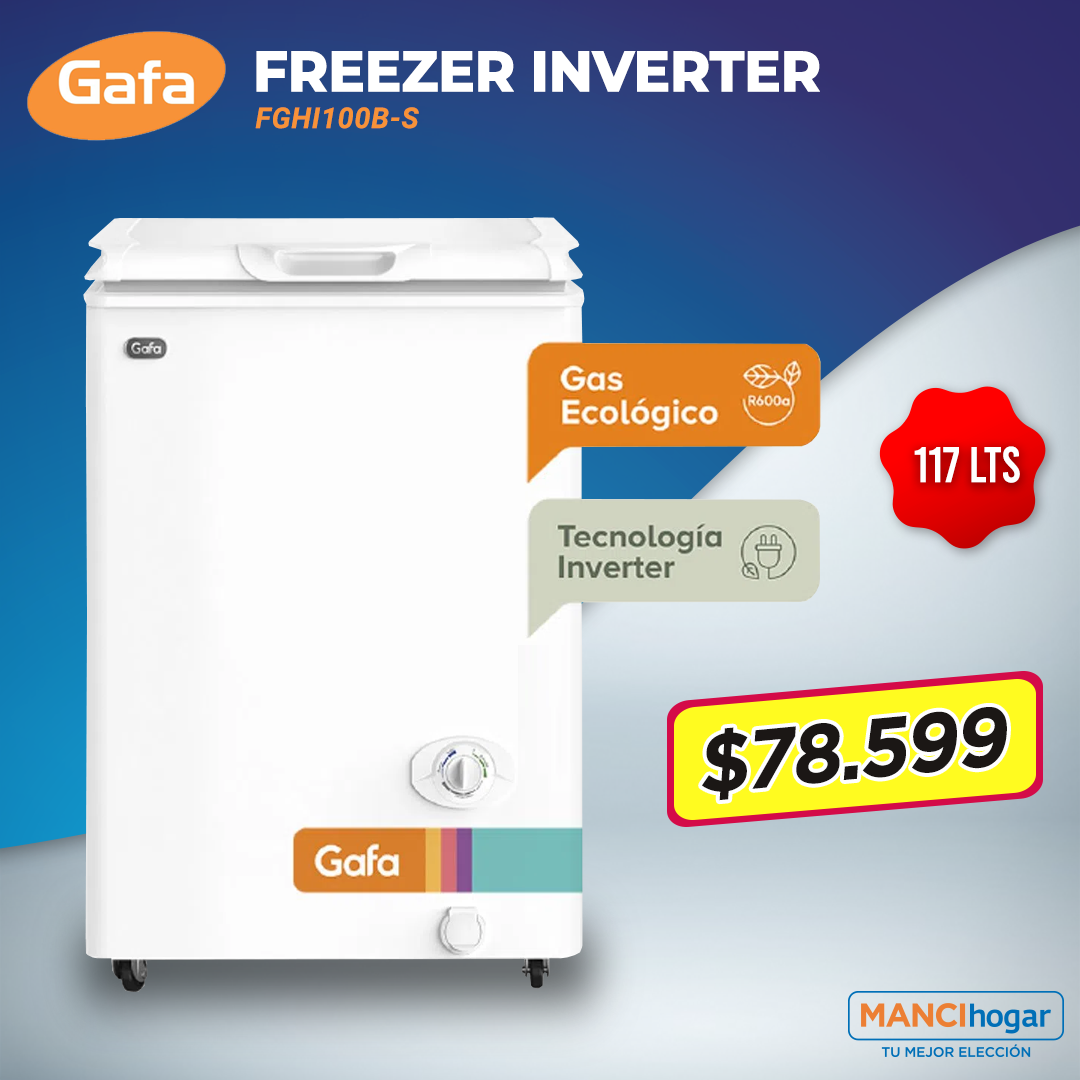 Gafa
FREEZER INVERTER
FGHI100B-S
Gafa
Gas
Ecológico
R600a
117 LTS
Tecnología
Inverter
$78.599
Gafa
MANCIhogar
TU MEJOR ELECCIÓN